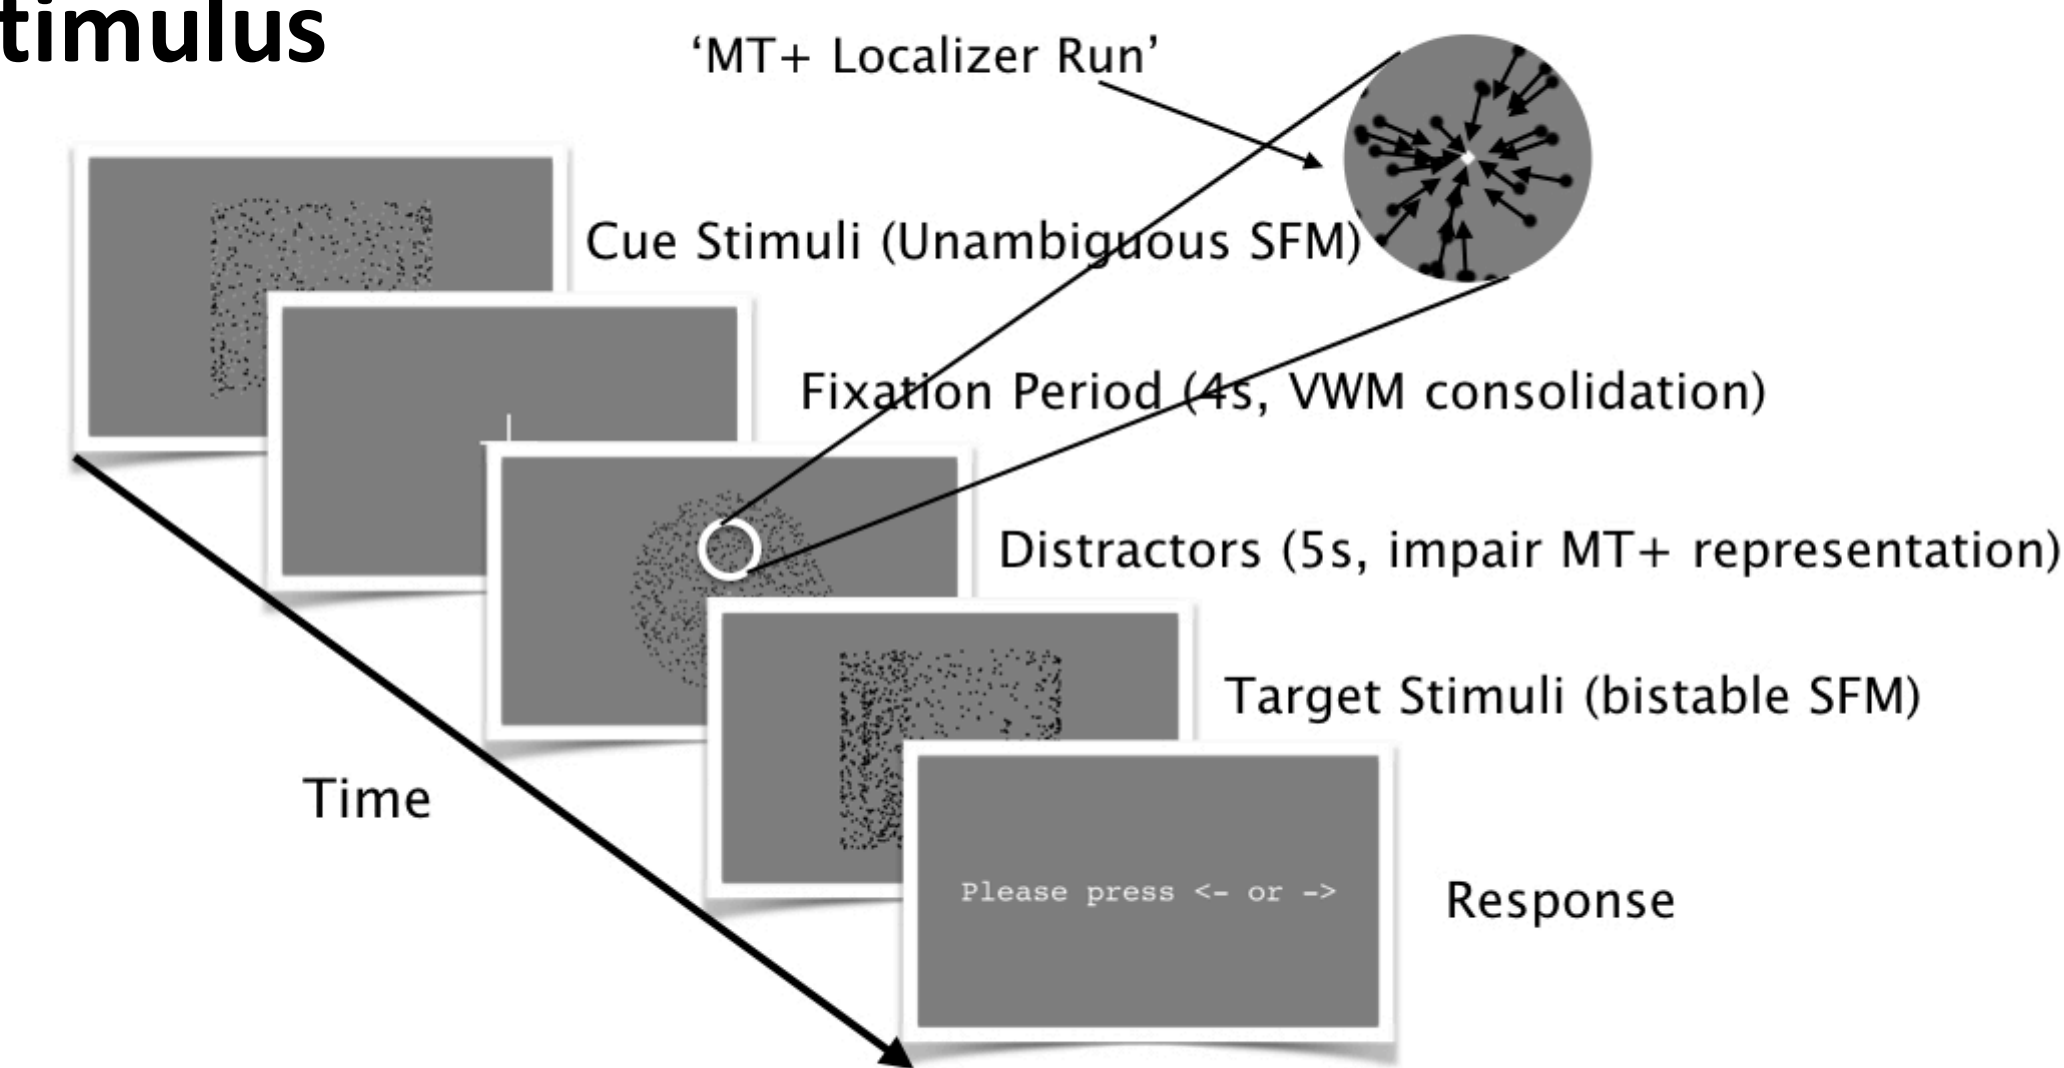 timulus
‘MT+ Localizer Run’
Cue Stimuli (Unambiguous SFM)
Fixation Period (4s, VWM consolidation)
Distractors (5s, impair MT+ representation)
Target Stimuli (bistable SFM)
Time
Please press <- or ->
Response